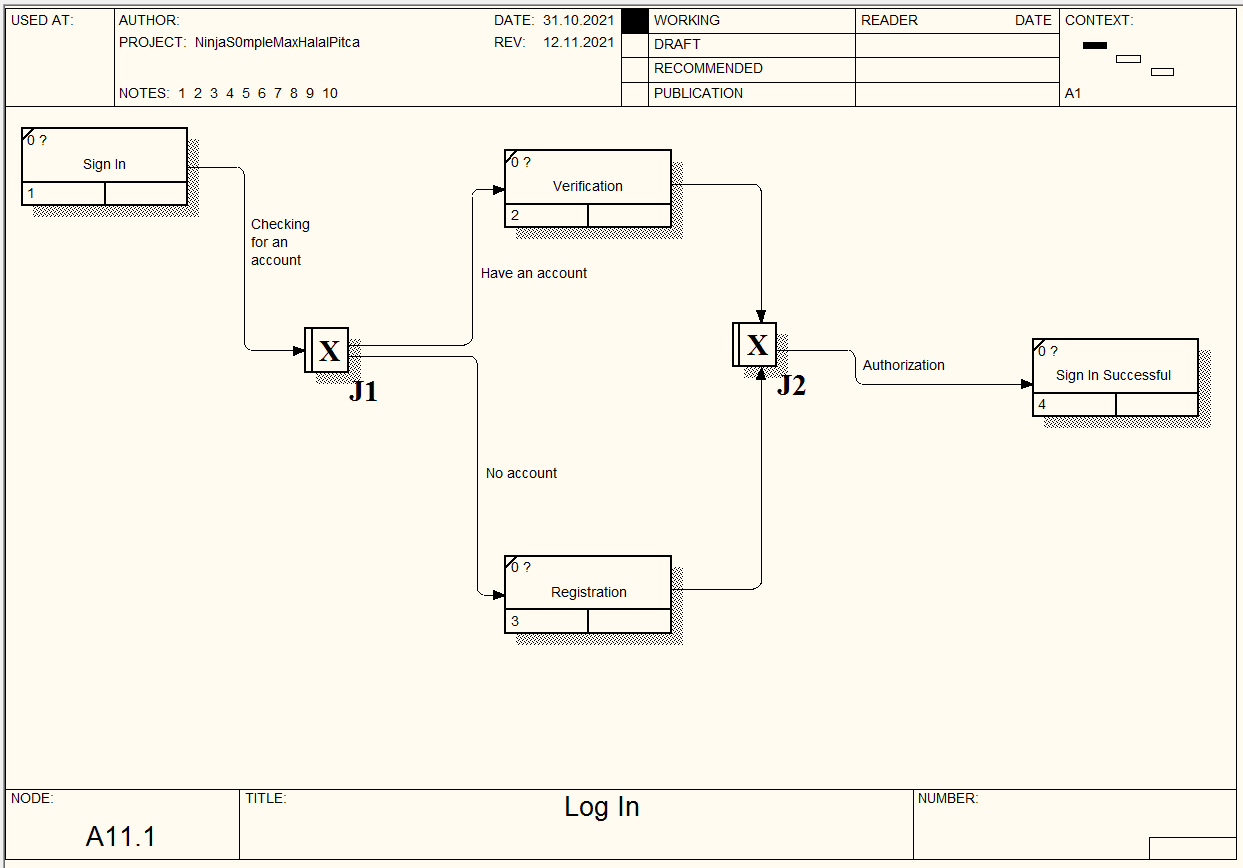 USED AT:
AUTHOR:
DATE: 31.10.2021
WORKING
READER
DATE
CONTEXT:
PROJECT: NinjaS0mpleMaxHalalPitca
REV: 12.11.2021
DRAFT
RECOMMENDED
NOTES: 1 2 3 4 5 6 7 8 9 10
PUBLICATION
A1
0 ?
Sign In
1
0 ?
Verification
2
Checking
for an
account
Have an account
X
J1
X
J2
Authorization
0 ?
Sign In Successful
4
No account
0 ?
Registration
3
NODE:
A11.1
TITLE:
Log In
NUMBER: